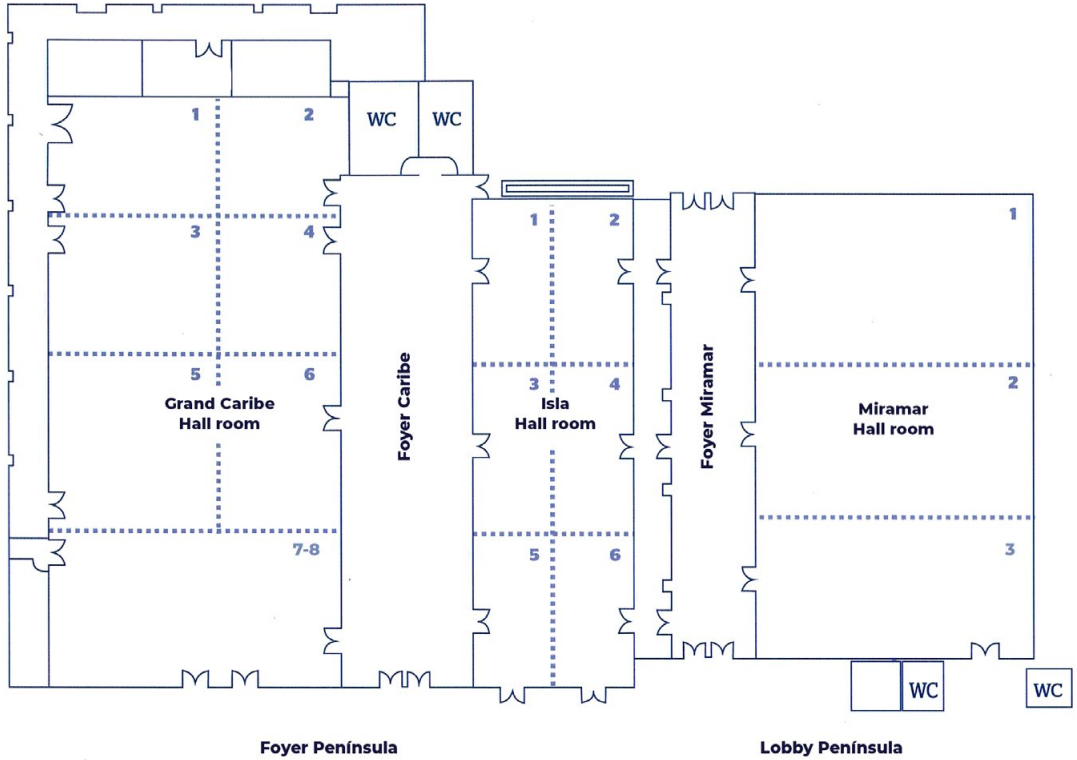 WC
WC
1
2
1
2
1
3
4
5
6
Grand Caribe
Hall room
Foyer Caribe
3
4
Isla
Hall room
Foyer Miramar
2
Miramar
Hall room
7-8
5
6
3
WC
WC
Foyer Península
Lobby Península